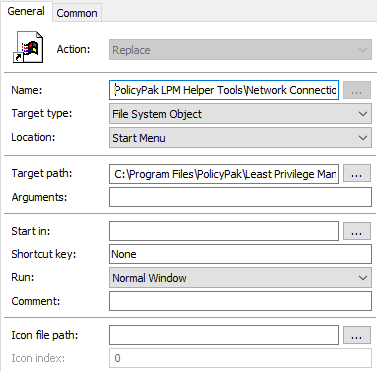 General Common
Action: Replace
Name: PolicyPak LPM Helper Tools\Network Connectio ...
Target type: File System Object
Location: Start Menu
Target path: C:\Program Files\PolicyPak\Least Privilege Man ...
Arguments:
Start in: ...
Shortcut key: None
Run: Normal Window
Comment:
Icon file path: ...
Icon index: 0